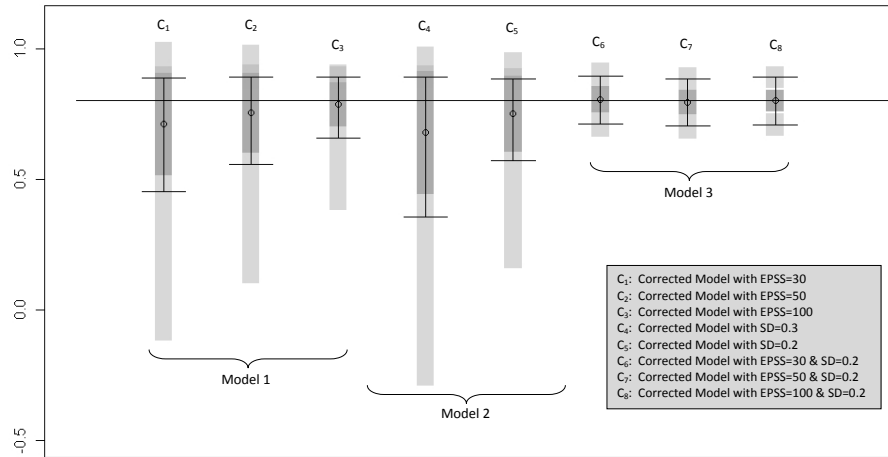 C1
C2
C3
C4
C5
C6
C7
C8
1.0
0.5
0.0
-0.5
Model 1
Model 2
Model 3
C1: Corrected Model with EPSS=30
C2: Corrected Model with EPSS=50
C3: Corrected Model with EPSS=100
C4: Corrected Model with SD=0.3
C5: Corrected Model with SD=0.2
C6: Corrected Model with EPSS=30 & SD=0.2
C7: Corrected Model with EPSS=50 & SD=0.2
C8: Corrected Model with EPSS=100 & SD=0.2